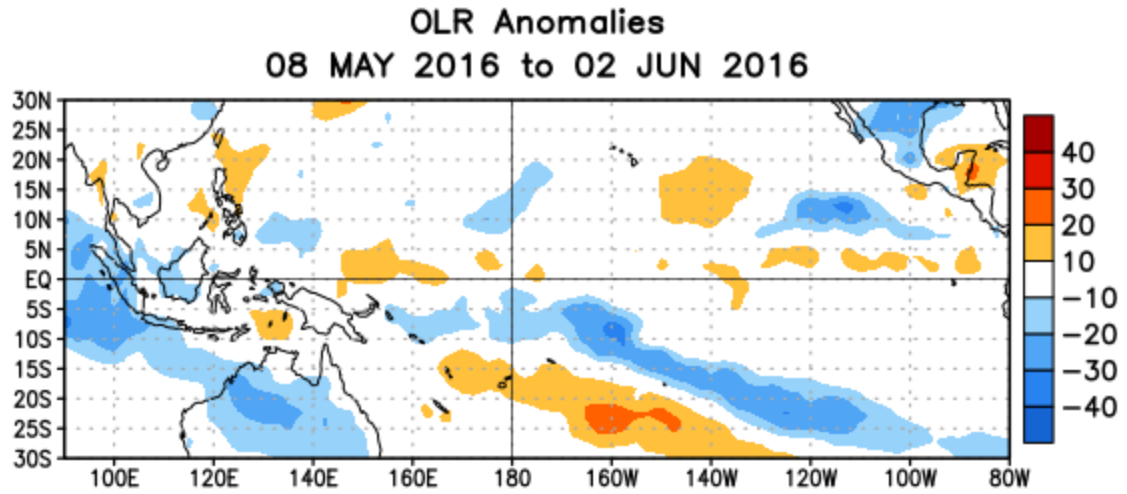 OLR Anomalies
08 MAY 2016 to 02 JUN 2016
30N
25N
20N
15N
10N
5N
EQ
5S
10S
15S
20S
25S
30S
100E 120E 140E 160E 180 160W 140W 120W 100W 80W
40
30
20
10
−10
−20
−30
−40